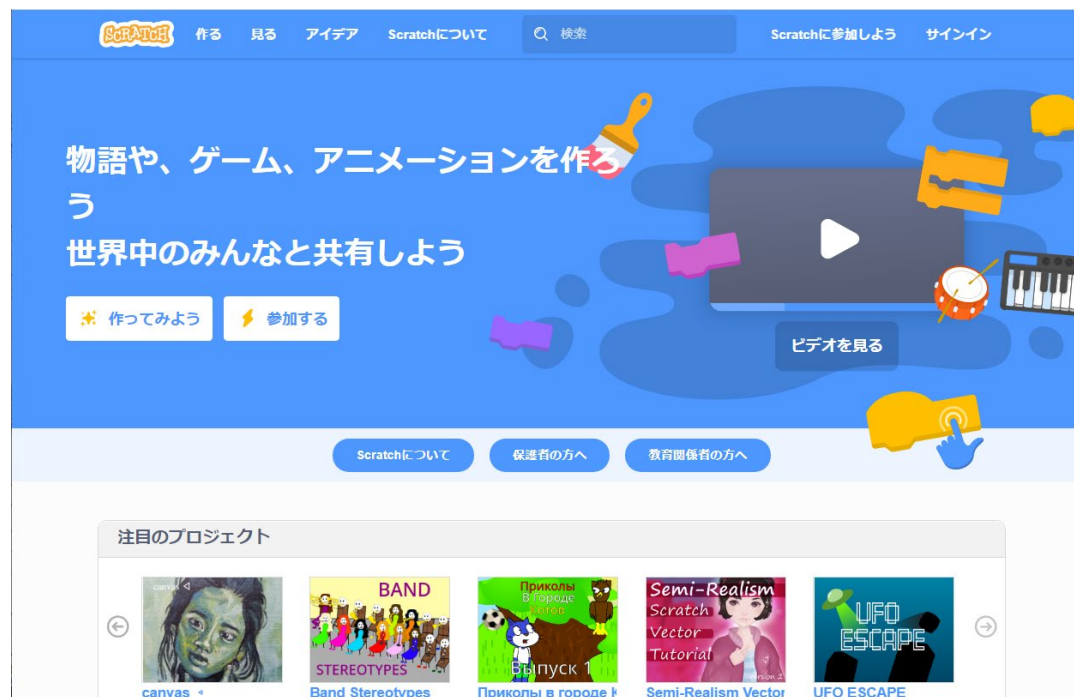 SCRATCH 作る 見る アイデア Scratchについて 検索 Scratchに参加しよう サインイン
物語や、ゲーム、アニメーションを作ろ
う
世界中のみんなと共有しよう
作ってみよう 参加する
ビデオを見る
Scratchについて 保護者の方へ 教育関係者の方へ
注目のプロジェクト
canvas
BAND
STEREOTYPES
Приколы
В городе
Котов
Выпуск 1
Semi-Realism
Scratch
Vector
Tutorial
version 2
UFO
ESCAPE
canvas Band Stereotypes Приколы в городе К Semi-Realism Vector UFO ESCAPE